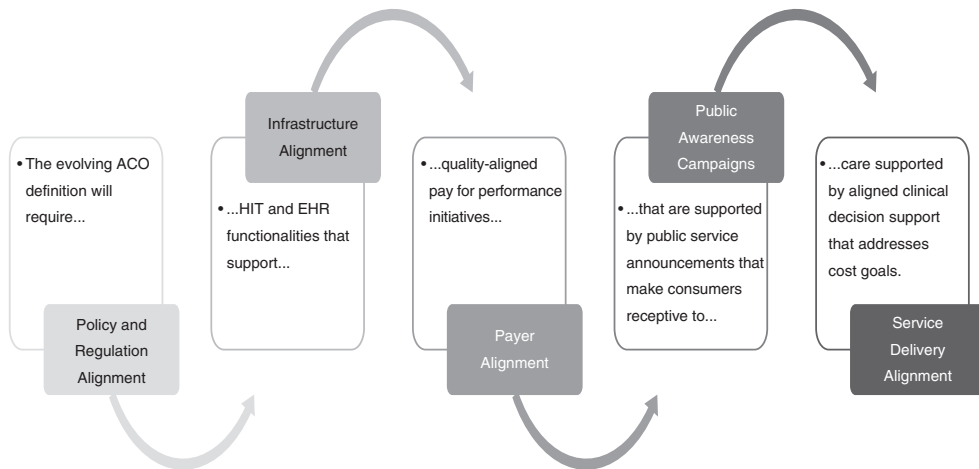 • The evolving ACO
definition will
require...
Policy and
Regulation
Alignment
Infrastructure
Alignment
• ...HIT and EHR
functionalities that
support...
• ...quality-aligned
pay for performance
initiatives...
Payer
Alignment
Public
Awareness
Campaigns
• ...that are supported
by public service
announcements that
make consumers
receptive to...
• ...care supported
by aligned clinical
decision support
that addresses
cost goals.
Service
Delivery
Alignment